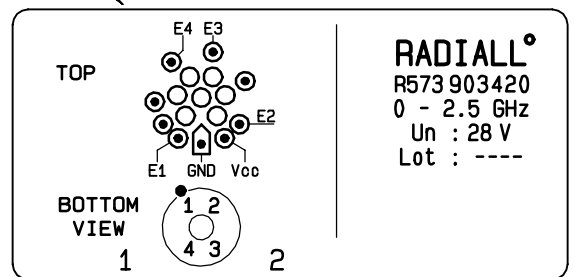 E4 E3
TOP
E2
E1 GND Vcc
BOTTOM
VIEW
1 2
4 3
1 2
RADIALL°
R573 903420
0 - 2.5 GHz
Un : 28 V
Lot : ----